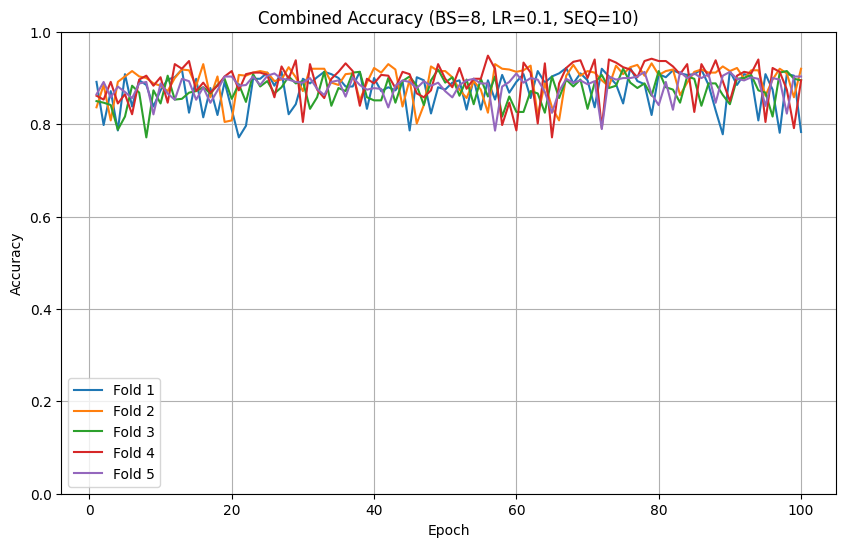 Combined Accuracy (BS=8, LR=0.1, SEQ=10)
1.0
0.8
0.6
0.4
0.2
0.0
Accuracy
Fold 1
Fold 2
Fold 3
Fold 4
Fold 5
0 20 40 60 80 100
Epoch